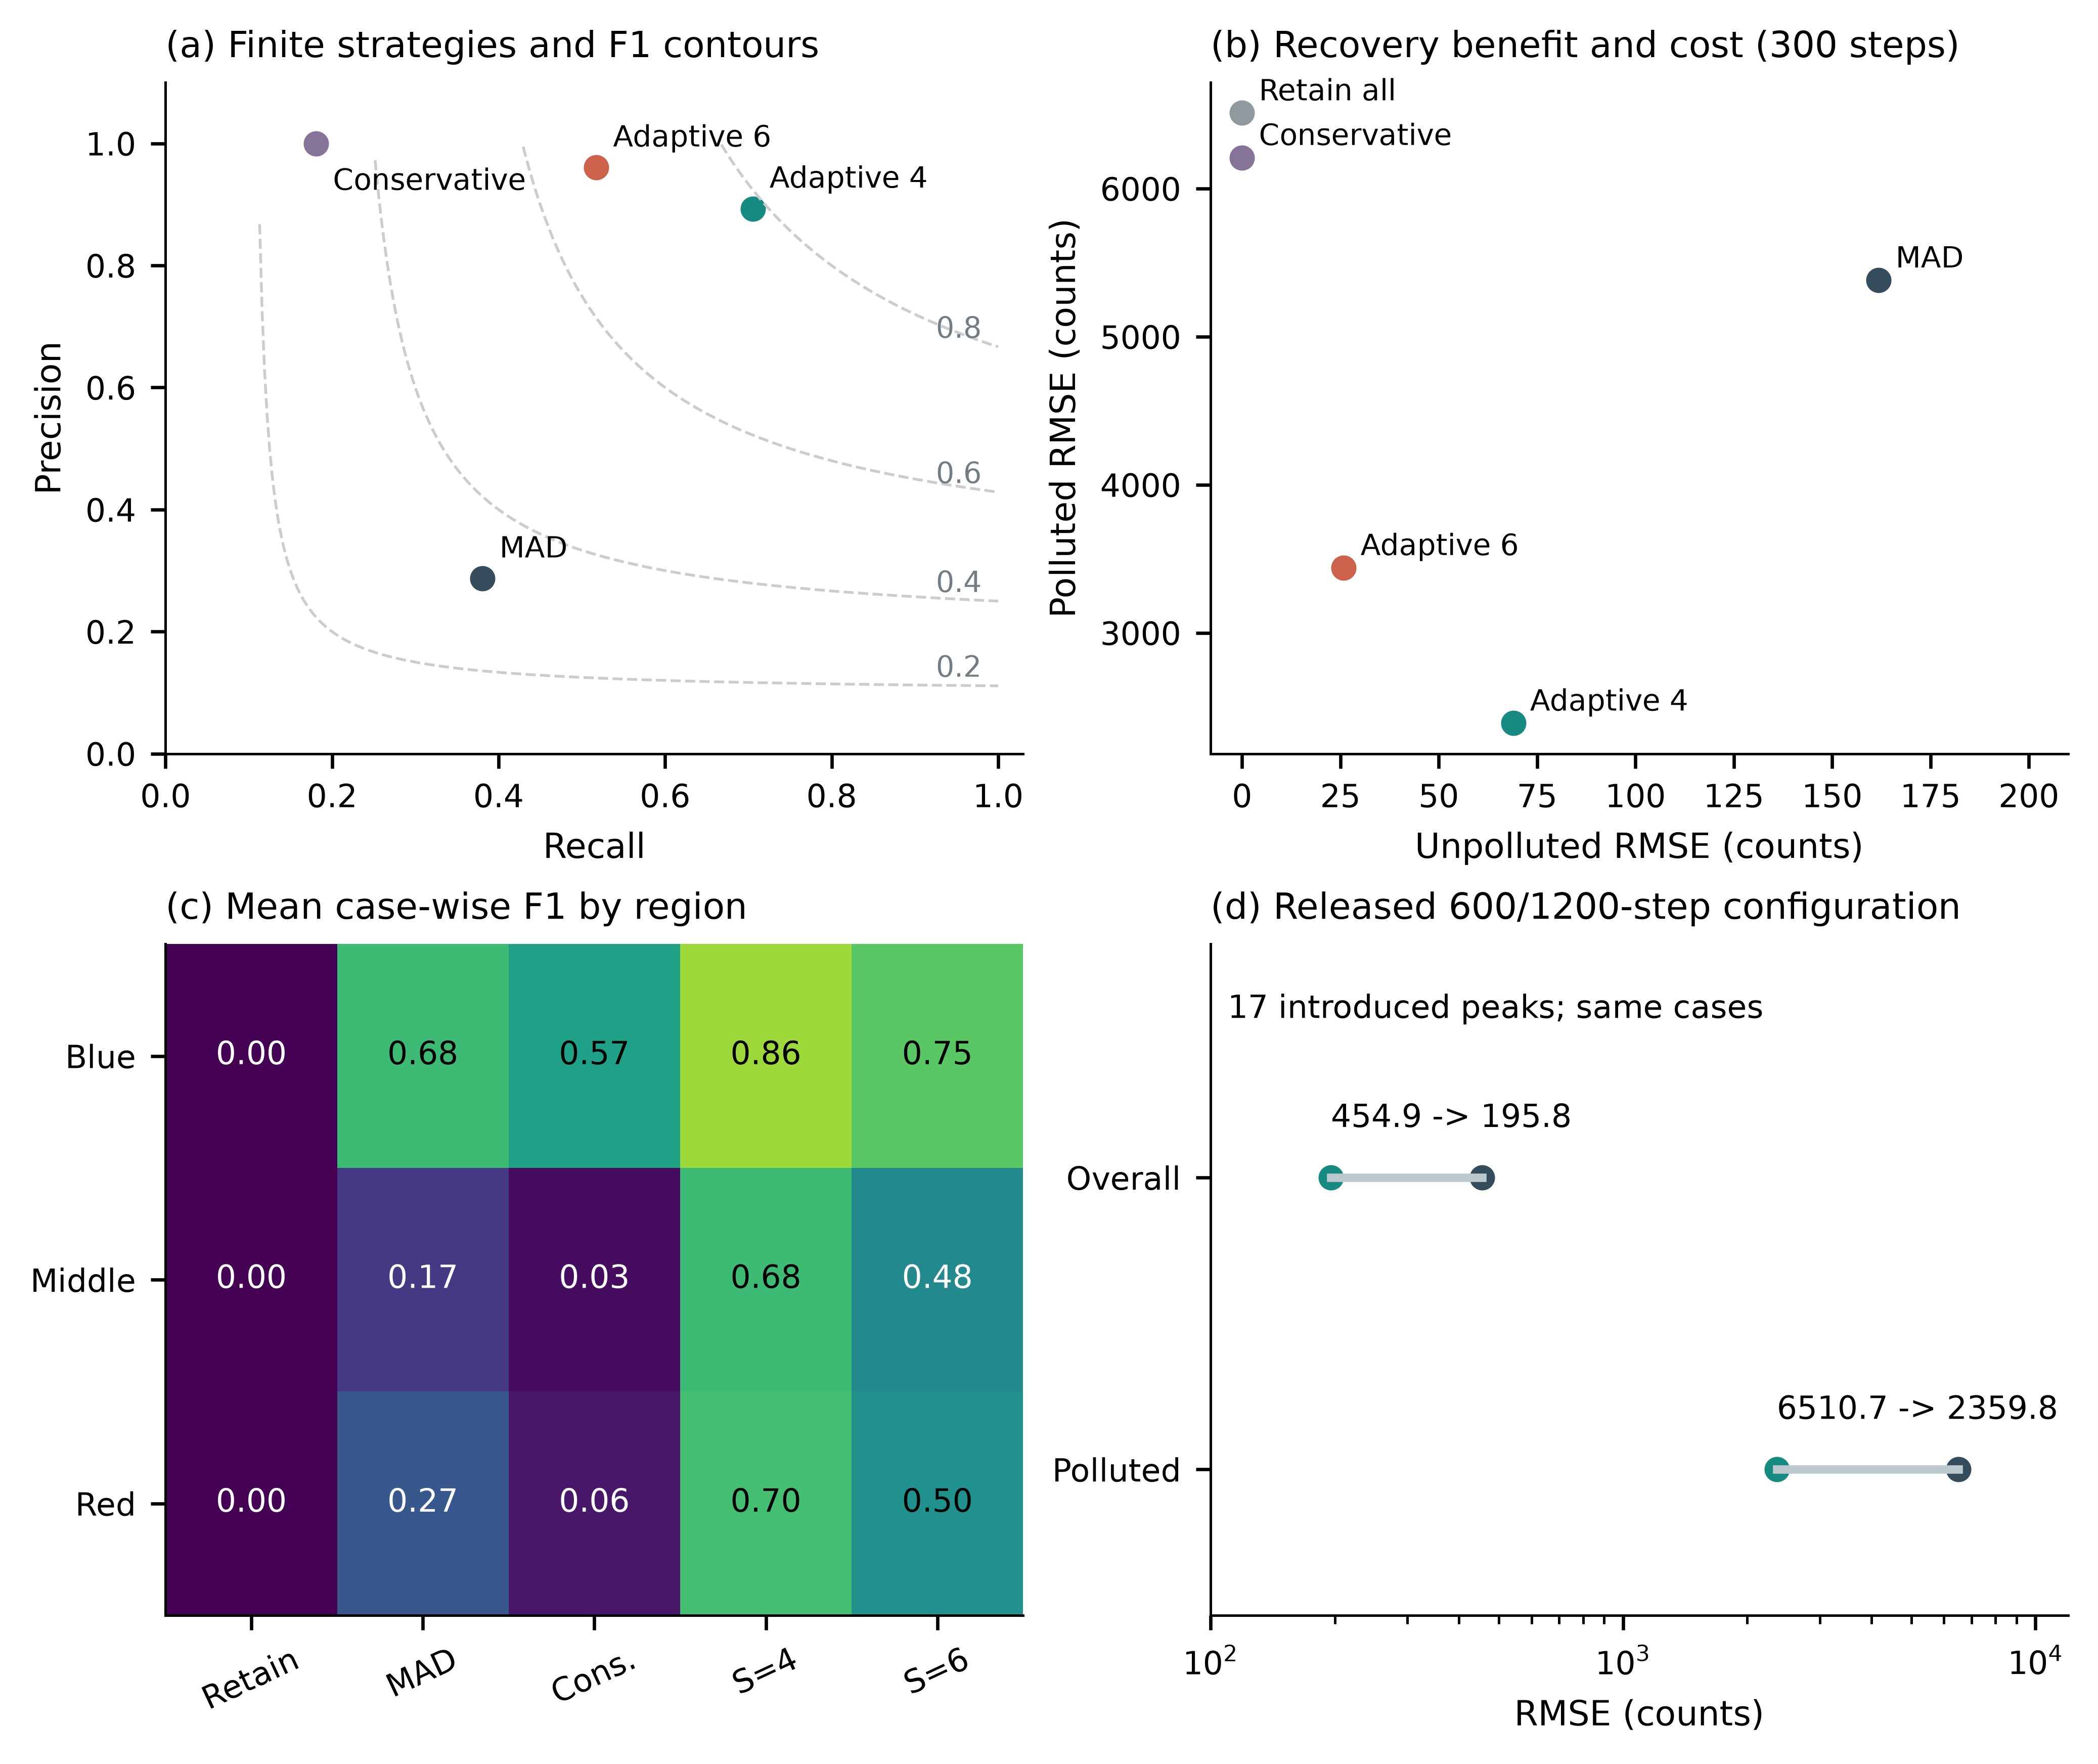 (a) Finite strategies and F1 contours
1.0
0.8
0.6
0.4
0.2
0.0
Precision
Conservative
Adaptive 6
Adaptive 4
MAD
0.8
0.6
0.4
0.2
0.0 0.2 0.4 0.6 0.8 1.0
Recall
(b) Recovery benefit and cost (300 steps)
6000
5000
4000
3000
Polluted RMSE (counts)
Retain all
Conservative
MAD
Adaptive 6
Adaptive 4
0 25 50 75 100 125 150 175 200
Unpolluted RMSE (counts)
(c) Mean case-wise F1 by region
Blue 0.00 0.68 0.57 0.86 0.75
Middle 0.00 0.17 0.03 0.68 0.48
Red 0.00 0.27 0.06 0.70 0.50
Retain MAD Cons. S=4 S=6
(d) Released 600/1200-step configuration
17 introduced peaks; same cases
454.9 -> 195.8
Overall
6510.7 -> 2359.8
Polluted
10² 10³ 10⁴
RMSE (counts)